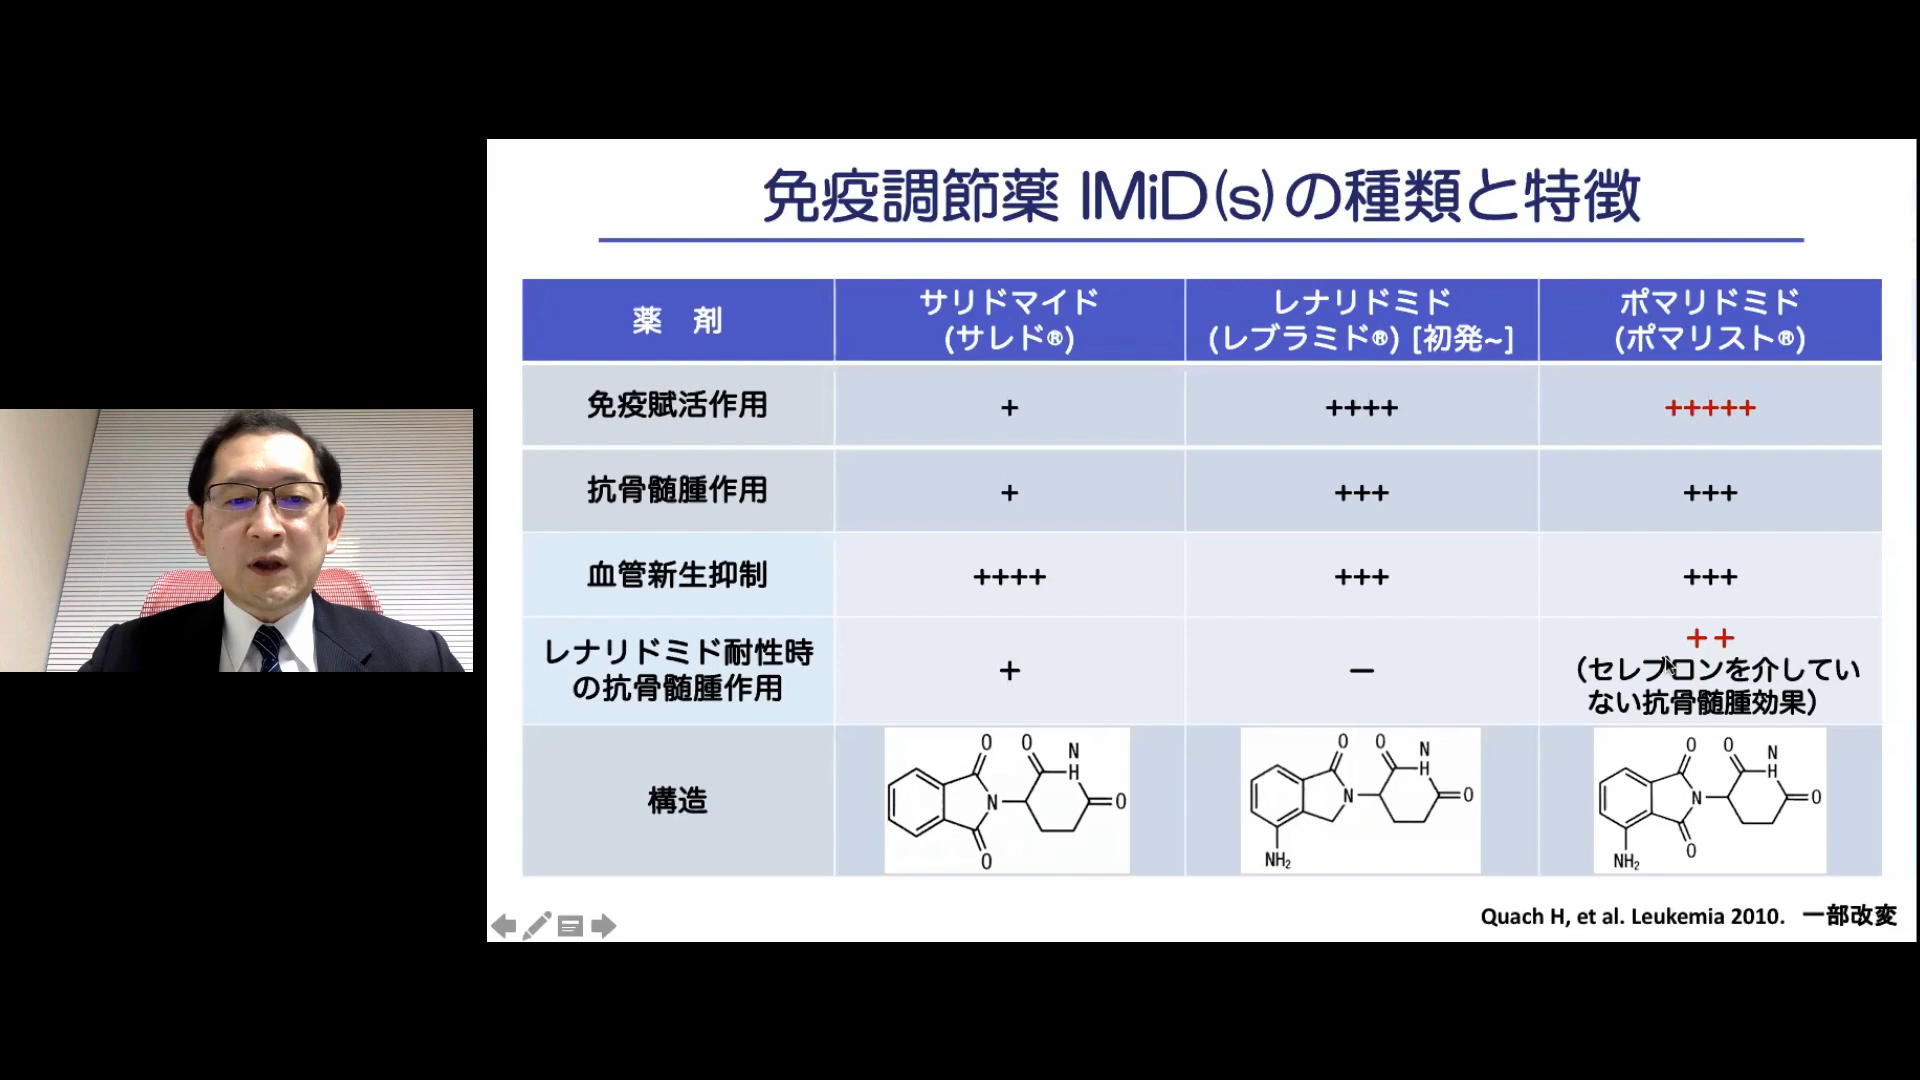 免疫調節薬 IMiD(s)の種類と特徴
薬 剤
サリドマイド
(サレド®)
レナリドミド
(レブラミド®) [初発~]
ポマリドミド
(ポマリスト®)
免疫賦活作用
+
++++
+++++
抗骨髄腫作用
+
+++
+++
血管新生抑制
++++
+++
+++
レナリドミド耐性時
の抗骨髄腫作用
+
−
++
(セレブロンを介してい
ない抗骨髄腫効果)
構造
O
O
N
H
N
O
O
O
O
N
H
N
O
NH₂
O
O
N
H
N
O
O
NH₂
Quach H, et al. Leukemia 2010. 一部改変